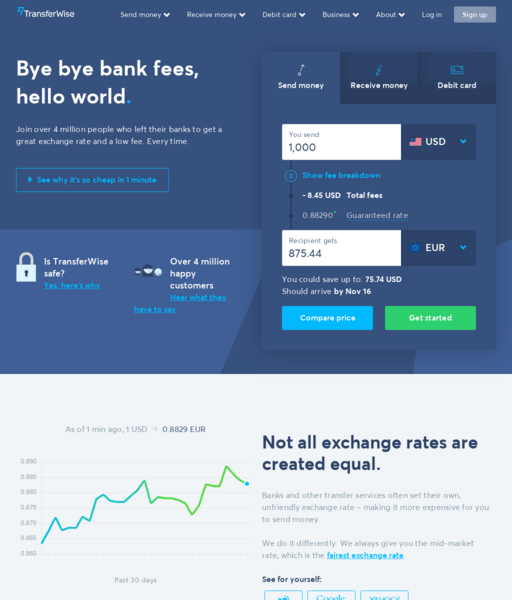 TransferWise
Send money
Receive money
Debit card
Business
About
Log in
Sign up
Bye bye bank fees,
hello world.
Join over 4 million people who left their banks to get a
great exchange rate and a low fee. Every time.
See why it's so cheap in 1 minute
Is TransferWise
safe?
Yes, here's why
Over 4 million
happy
customers
Hear what they
have to say
Send money
Receive money
Debit card
You send
1,000
USD
Show fee breakdown
- 8.45 USD Total fees
0.88290* Guaranteed rate
Recipient gets
875.44
EUR
You could save up to: 75.74 USD
Should arrive by Nov 16
Compare price
Get started
As of 1 min ago, 1 USD → 0.8829 EUR
0.890
0.885
0.880
0.875
0.870
0.865
0.860
Past 30 days
Not all exchange rates are
created equal.
Banks and other transfer services often set their own,
unfriendly exchange rate – making it more expensive for you
to send money.
We do it differently. We always give you the mid-market
rate, which is the fairest exchange rate.
See for yourself:
Google
YAHOO!